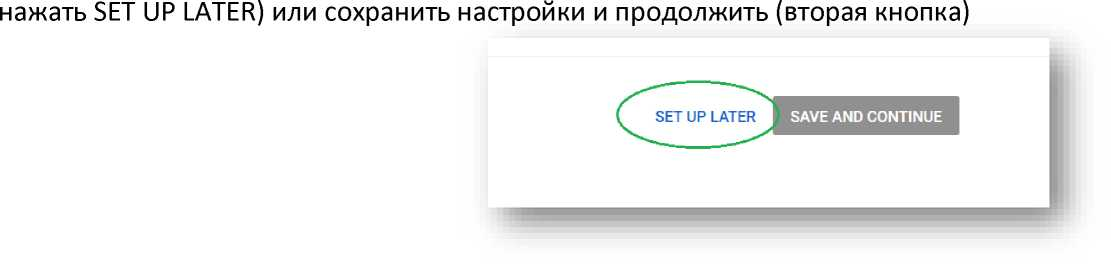 нажать SET UP LATER) или сохранить настройки и продолжить (вторая кнопка)
SET UP LATER SAVE AND CONTINUE